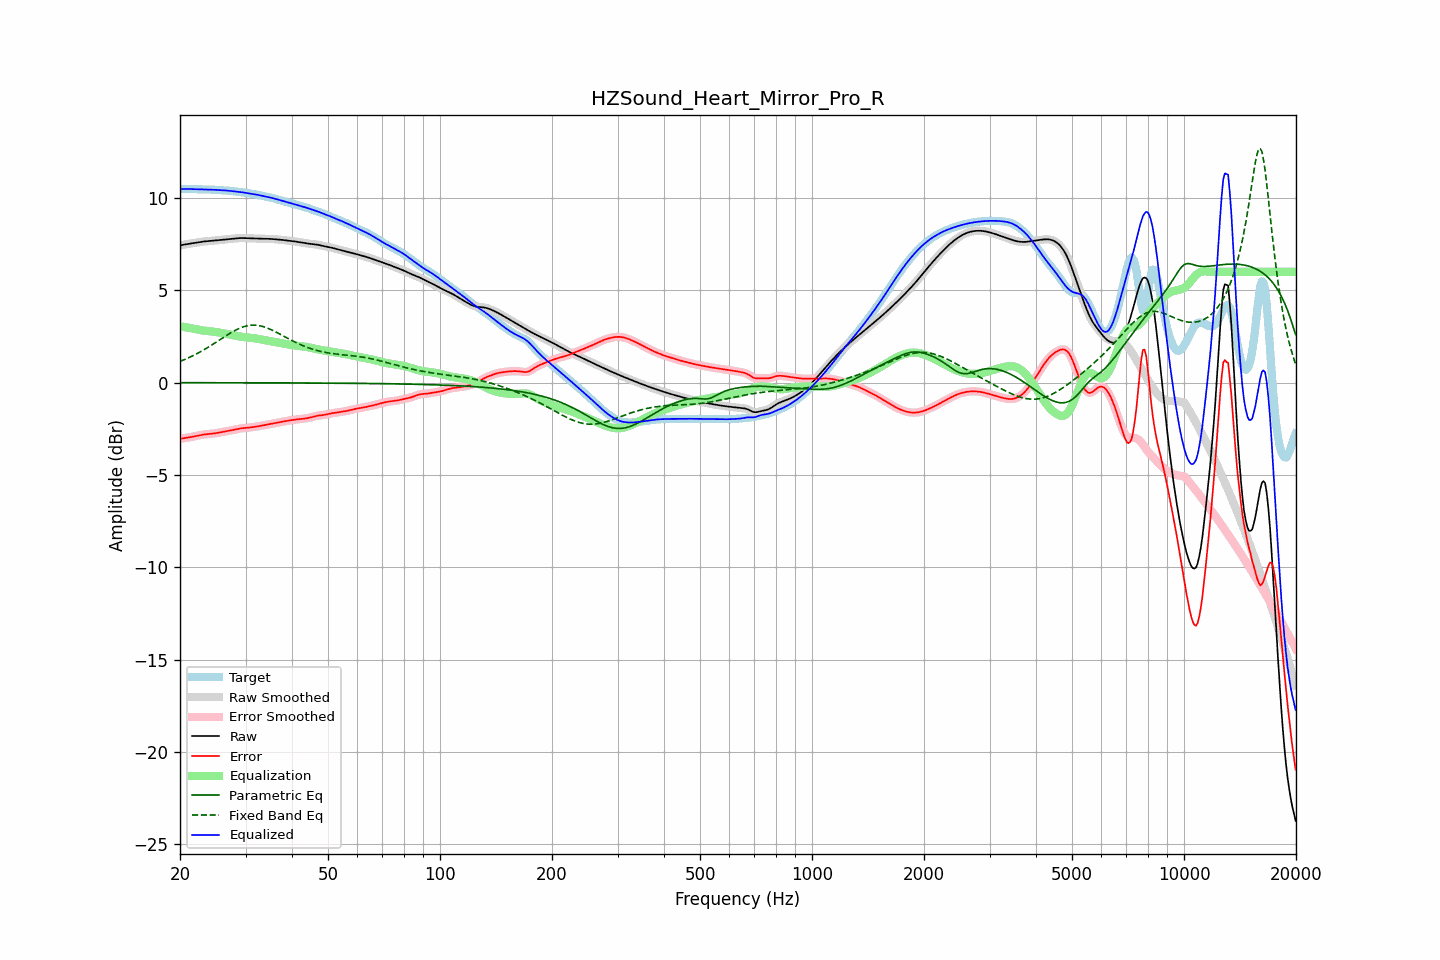 HZSound_Heart_Mirror_Pro_R
Amplitude (dBr)
10
5
0
−5
−10
−15
−20
−25
Target
Raw Smoothed
Error Smoothed
Raw
Error
Equalization
Parametric Eq
Fixed Band Eq
Equalized
20 50 100 200 500 1000 2000 5000 10000 20000
Frequency (Hz)